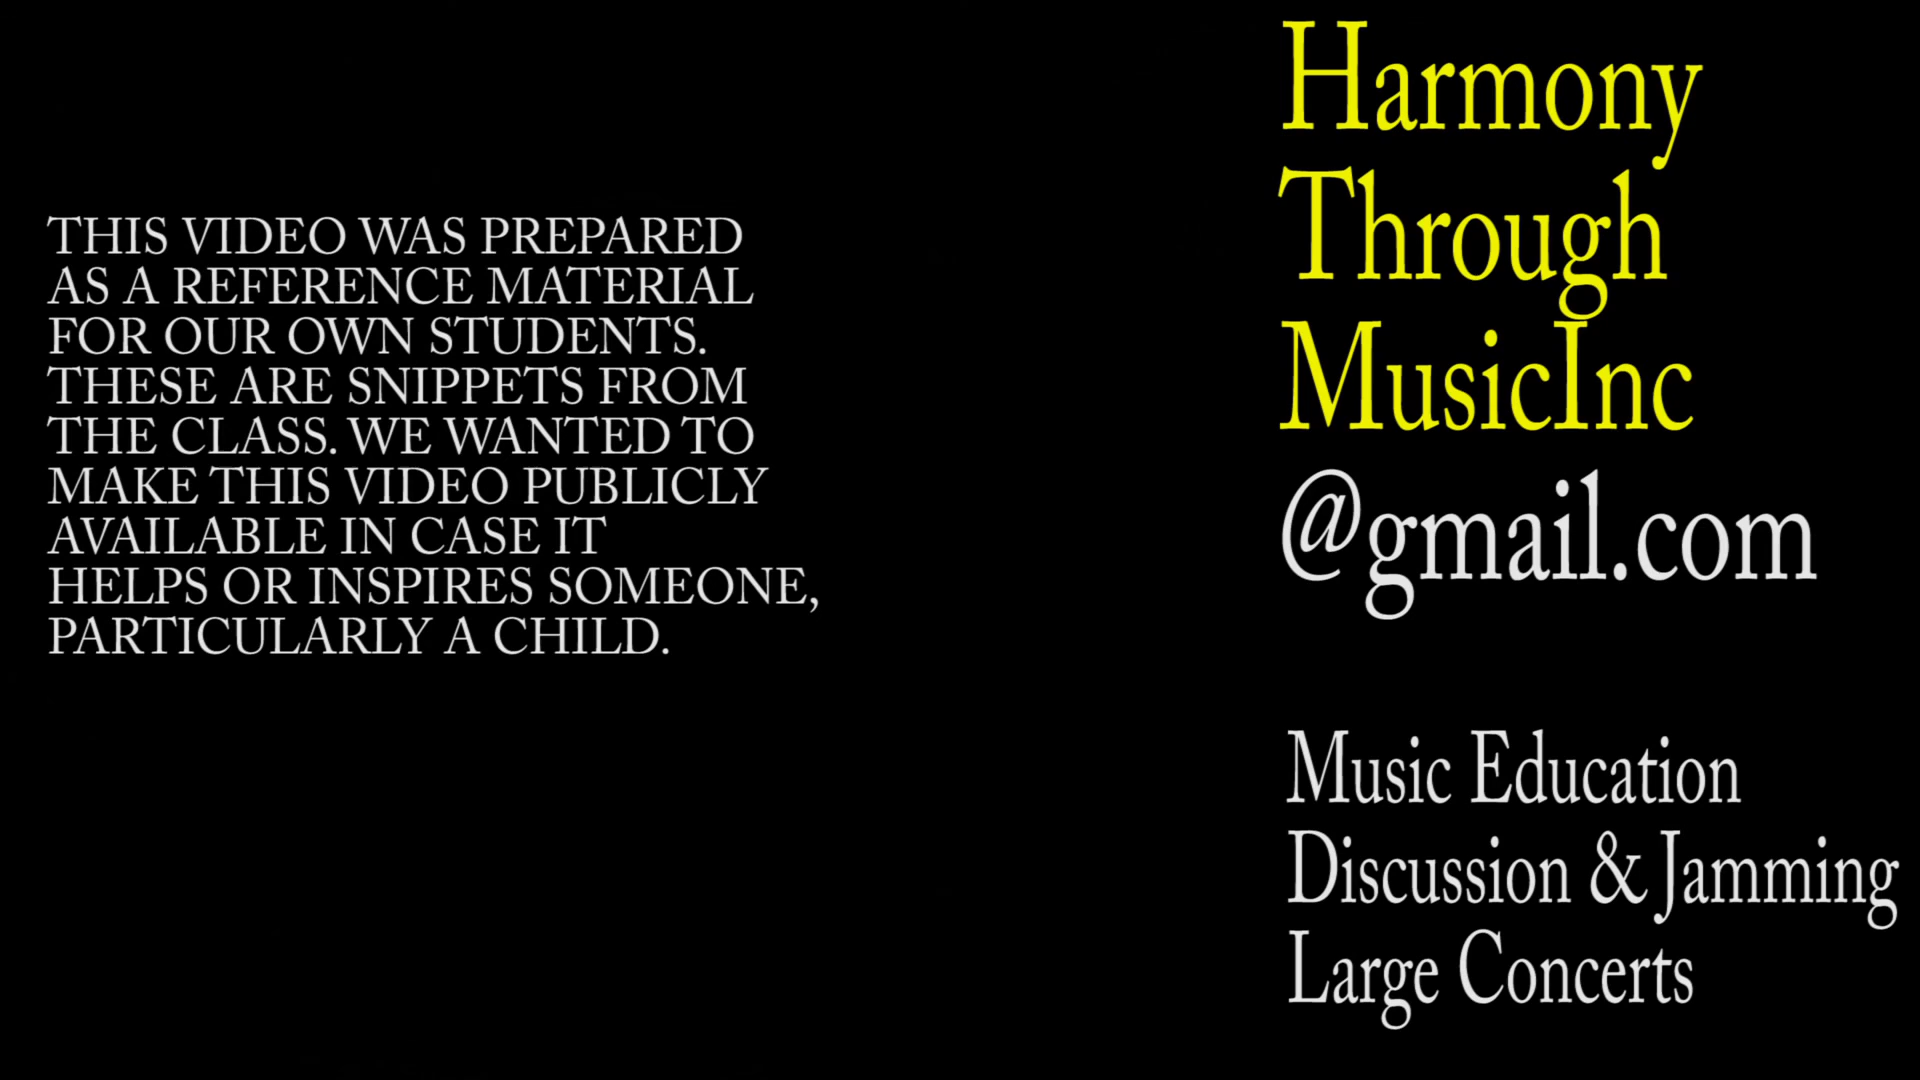 THIS VIDEO WAS PREPARED
AS A REFERENCE MATERIAL
FOR OUR OWN STUDENTS.
THESE ARE SNIPPETS FROM
THE CLASS. WE WANTED TO
MAKE THIS VIDEO PUBLICLY
AVAILABLE IN CASE IT
HELPS OR INSPIRES SOMEONE,
PARTICULARLY A CHILD.
Harmony
Through
MusicInc
@gmail.com
Music Education
Discussion & Jamming
Large Concerts